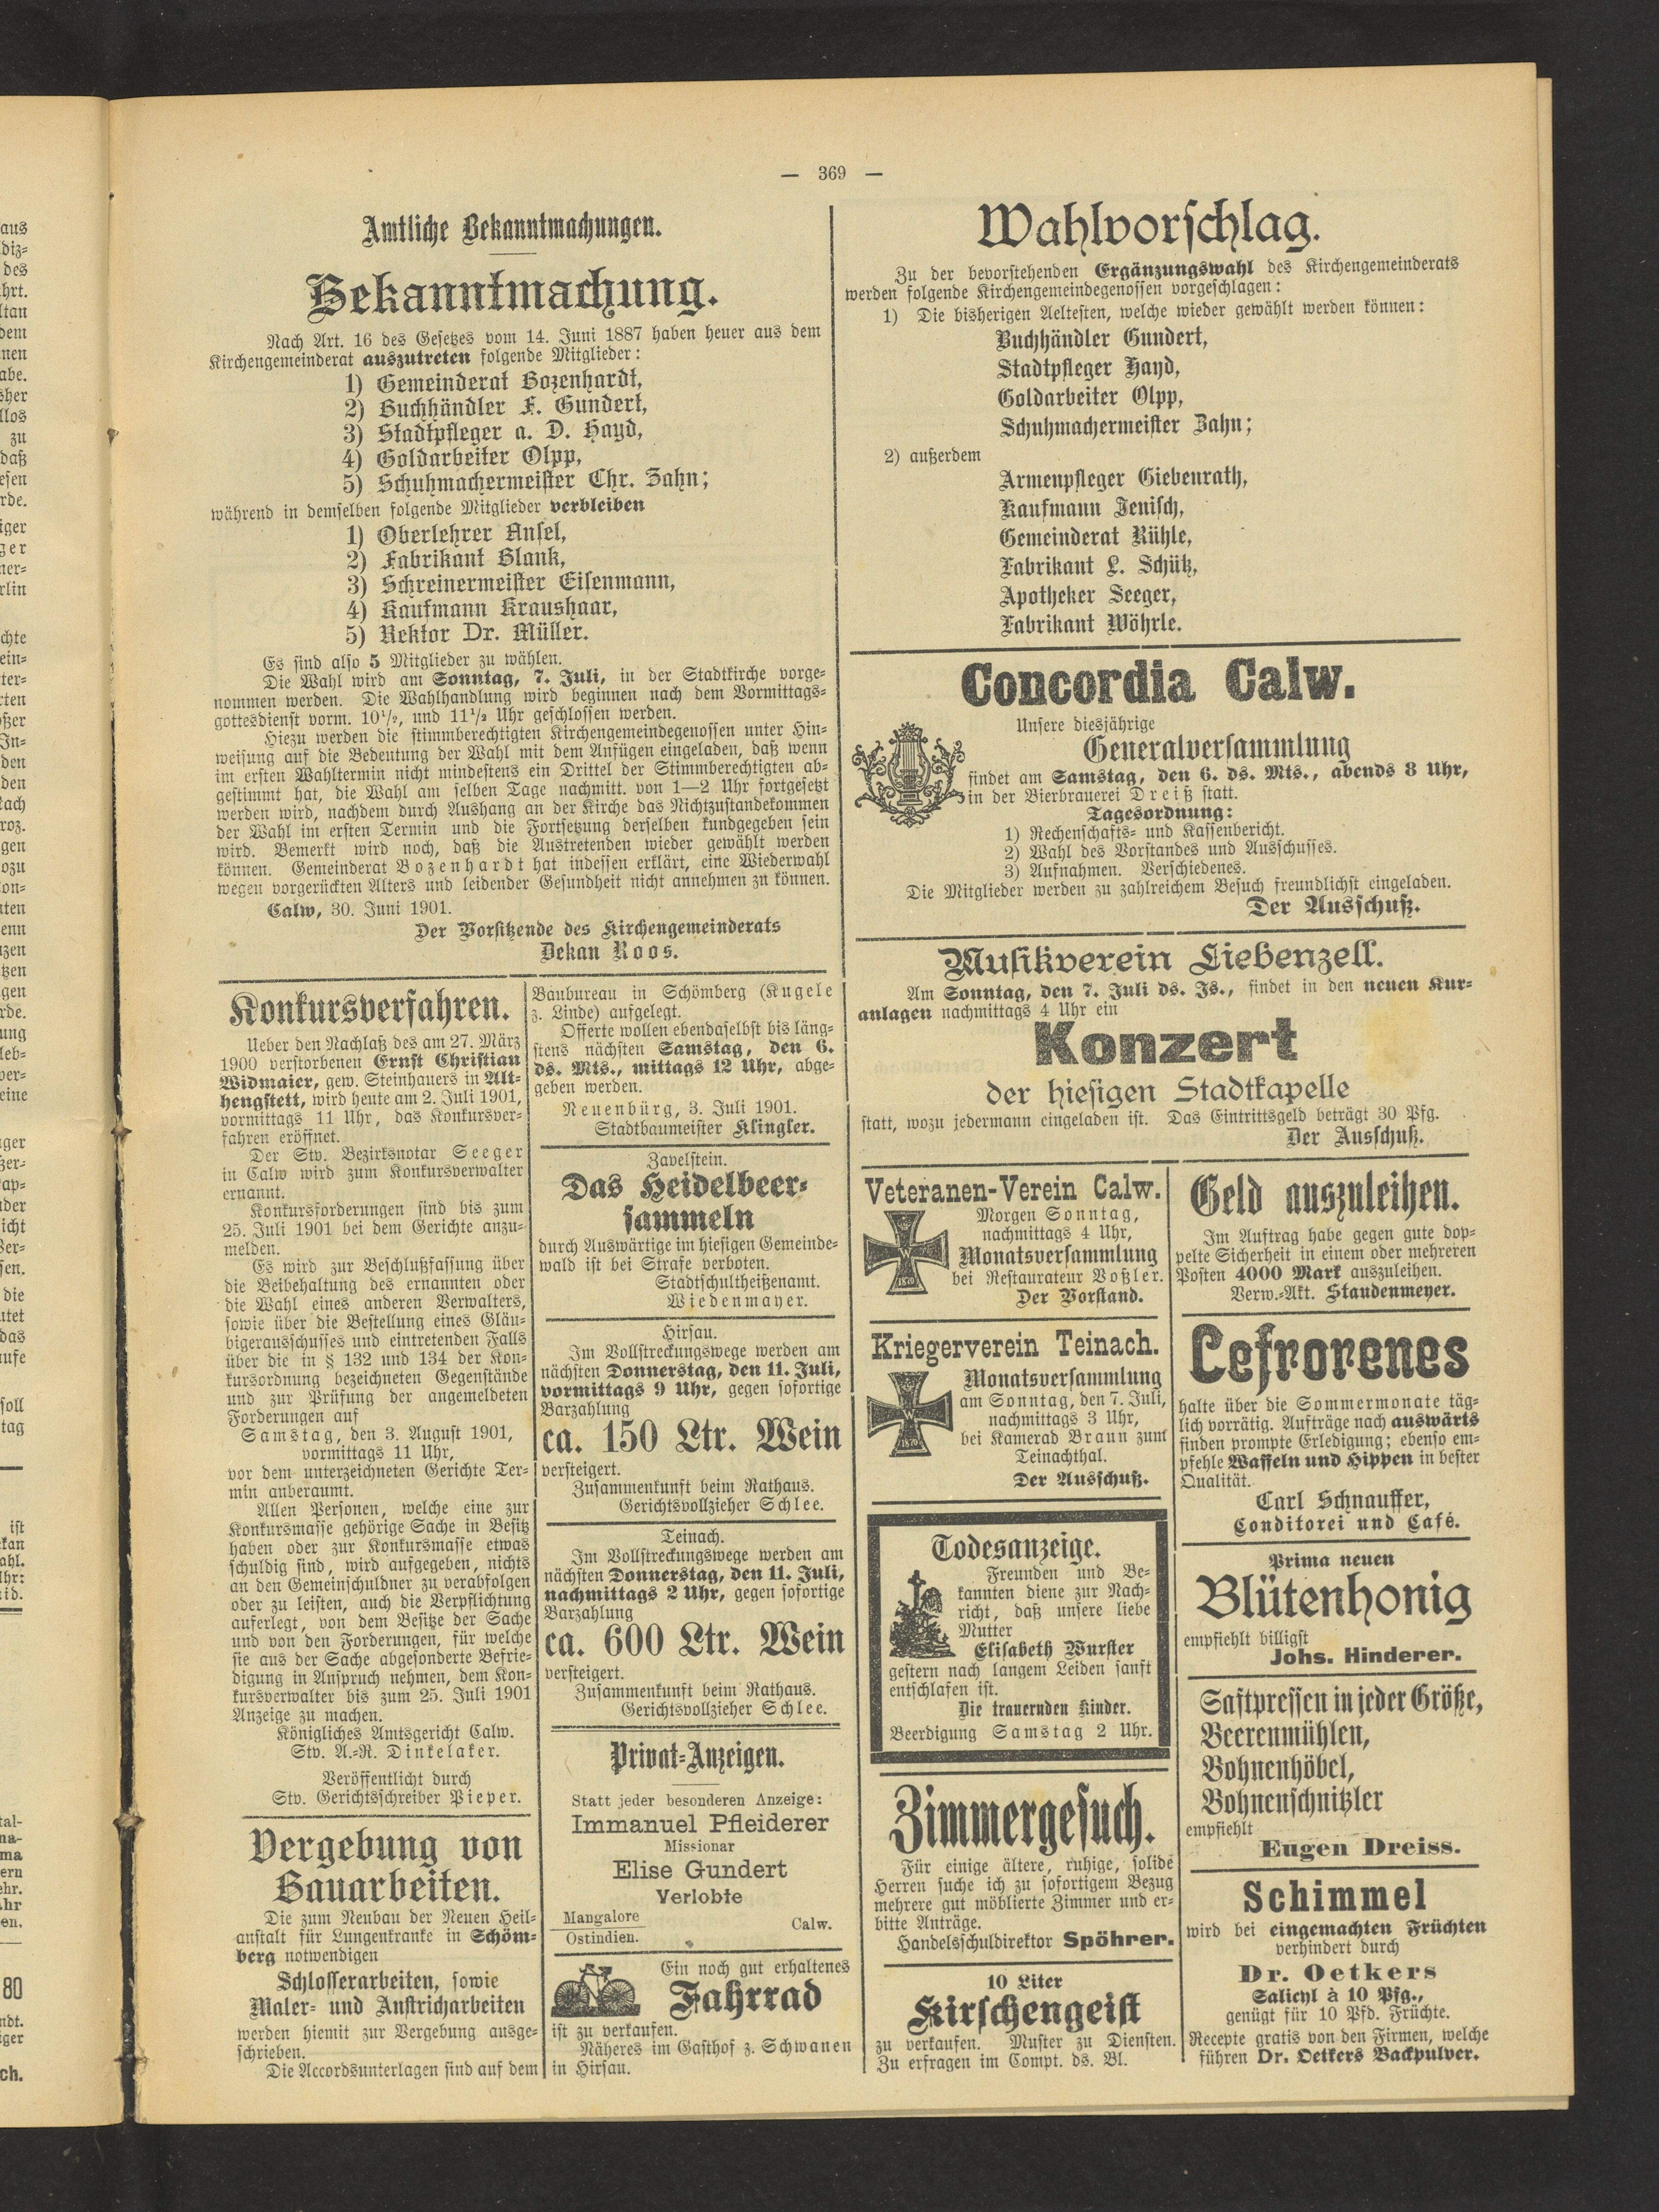 — 369 —
Amtliche Bekanntmachungen.
Bekanntmachung.
Nach Art. 16 des Gesetzes vom 14. Juni 1887 haben heuer aus dem
Kirchengemeinderat auszutreten folgende Mitglieder:
1) Gemeinderat Bozenhardt,
2) Buchhändler F. Gundert,
3) Stadtpfleger a. D. Hayd,
4) Goldarbeiter Olpp,
5) Schuhmachermeister Chr. Zahn;
während in demselben folgende Mitglieder verbleiben
1) Oberlehrer Ansel,
2) Fabrikant Blank,
3) Schreinermeister Eisenmann,
4) Kaufmann Kraushaar,
5) Rektor Dr. Müller.
Es sind also 5 Mitglieder zu wählen.
Die Wahl wird am Sonntag, 7. Juli, in der Stadtkirche vorge-
nommen werden. Die Wahlhandlung wird beginnen nach dem Vormittags-
gottesdienst vorm. 10½, und 11½ Uhr geschlossen werden.
Hiezu werden die stimmberechtigten Kirchengemeindegenossen unter Hin-
weisung auf die Bedeutung der Wahl mit dem Anfügen eingeladen, daß wenn
im ersten Wahltermin nicht mindestens ein Drittel der Stimmberechtigten ab-
gestimmt hat, die Wahl am selben Tage nachmitt. von 1—2 Uhr fortgesetzt
werden wird, nachdem durch Aushang an der Kirche das Nichtzustandekommen
der Wahl im ersten Termin und die Fortsetzung derselben kundgegeben sein
wird. Bemerkt wird noch, daß die Austretenden wieder gewählt werden
können. Gemeinderat Bozenhardt hat indessen erklärt, eine Wiederwahl
wegen vorgerückten Alters und leidender Gesundheit nicht annehmen zu können.
Calw, 30. Juni 1901.
Der Vorsitzende des Kirchengemeinderats
Dekan Roos.
Konkursverfahren.
Ueber den Nachlaß des am 27. März
1900 verstorbenen Ernst Christian
Widmaier, gew. Steinhauers in Alt-
hengstett, wird heute am 2. Juli 1901,
vormittags 11 Uhr, das Konkursver-
fahren eröffnet.
Der Stv. Bezirksnotar Seeger
in Calw wird zum Konkursverwalter
ernannt.
Konkursforderungen sind bis zum
25. Juli 1901 bei dem Gerichte anzu-
melden.
Es wird zur Beschlußfassung über
die Beibehaltung des ernannten oder
die Wahl eines anderen Verwalters,
sowie über die Bestellung eines Gläu-
bigerausschusses und eintretenden Falls
über die in § 132 und 134 der Kon-
kursordnung bezeichneten Gegenstände
und zur Prüfung der angemeldeten
Forderungen auf
Samstag, den 3. August 1901,
vormittags 11 Uhr,
vor dem unterzeichneten Gerichte Ter-
min anberaumt.
Allen Personen, welche eine zur
Konkursmasse gehörige Sache in Besitz
haben oder zur Konkursmasse etwas
schuldig sind, wird aufgegeben, nichts
an den Gemeinschuldner zu verabfolgen
oder zu leisten, auch die Verpflichtung
auferlegt, von dem Besitze der Sache
und von den Forderungen, für welche
sie aus der Sache abgesonderte Befrie-
digung in Anspruch nehmen, dem Kon-
kursverwalter bis zum 25. Juli 1901
Anzeige zu machen.
Königliches Amtsgericht Calw.
Stv. A.-R. Dinkelaker.
Veröffentlicht durch
Stv. Gerichtsschreiber Pieper.
Vergebung von
Bauarbeiten.
Die zum Neubau der Neuen Heil-
anstalt für Lungenkranke in Schöm-
berg notwendigen
Schlosserarbeiten, sowie
Maler- und Anstricharbeiten
werden hiemit zur Vergebung ausge-
schrieben.
Die Accordsunterlagen sind auf dem
Baubureau in Schömberg (Kugele
z. Linde) aufgelegt.
Offerte wollen ebendaselbst bis läng-
stens nächsten Samstag, den 6.
ds. Mts., mittags 12 Uhr, abge-
geben werden.
Neuenbürg, 3. Juli 1901.
Stadtbaumeister Klingler.
Zavelstein.
Das Heidelbeer-
sammeln
durch Auswärtige im hiesigen Gemeinde-
wald ist bei Strafe verboten.
Stadtschultheißenamt.
Wiedenmayer.
Hirsau.
Im Vollstreckungswege werden am
nächsten Donnerstag, den 11. Juli,
vormittags 9 Uhr, gegen sofortige
Barzahlung
ca. 150 Ltr. Wein
versteigert.
Zusammenkunft beim Rathaus.
Gerichtsvollzieher Schlee.
Teinach.
Im Vollstreckungswege werden am
nächsten Donnerstag, den 11. Juli,
nachmittags 2 Uhr, gegen sofortige
Barzahlung
ca. 600 Ltr. Wein
versteigert.
Zusammenkunft beim Rathaus.
Gerichtsvollzieher Schlee.
Privat-Anzeigen.
Statt jeder besonderen Anzeige:
Immanuel Pfleiderer
Missionar
Elise Gundert
Verlobte
Mangalore
Ostindien.
Calw.
Ein noch gut erhaltenes
Fahrrad
ist zu verkaufen.
Näheres im Gasthof z. Schwanen
in Hirsau.
Wahlvorschlag.
Zu der bevorstehenden Ergänzungswahl des Kirchengemeinderats
werden folgende Kirchengemeindegenossen vorgeschlagen:
1) Die bisherigen Aeltesten, welche wieder gewählt werden können:
Buchhändler Gundert,
Stadtpfleger Hayd,
Goldarbeiter Olpp,
Schuhmachermeister Zahn;
2) außerdem
Armenpfleger Giebenrath,
Kaufmann Jenisch,
Gemeinderat Rühle,
Fabrikant L. Schütz,
Apotheker Seeger,
Fabrikant Wöhrle.
Concordia Calw.
Unsere diesjährige
Generalversammlung
findet am Samstag, den 6. ds. Mts., abends 8 Uhr,
in der Bierbrauerei Dreiß statt.
Tagesordnung:
1) Rechenschafts- und Kassenbericht.
2) Wahl des Vorstandes und Ausschusses.
3) Aufnahmen. Verschiedenes.
Die Mitglieder werden zu zahlreichem Besuch freundlichst eingeladen.
Der Ausschuß.
Musikverein Liebenzell.
Am Sonntag, den 7. Juli ds. Js., findet in den neuen Kur-
anlagen nachmittags 4 Uhr ein
Konzert
der hiesigen Stadtkapelle
statt, wozu jedermann eingeladen ist. Das Eintrittsgeld beträgt 30 Pfg.
Der Ausschuß.
Veteranen-Verein Calw.
Morgen Sonntag,
nachmittags 4 Uhr,
Monatsversammlung
bei Restaurateur Voßler.
Der Vorstand.
W
1870
Kriegerverein Teinach.
Monatsversammlung
am Sonntag, den 7. Juli,
nachmittags 3 Uhr,
bei Kamerad Braun zum
Teinachthal.
Der Ausschuß.
W
1870
Todesanzeige.
Freunden und Be-
kannten diene zur Nach-
richt, daß unsere liebe
Mutter
Elisabeth Wurster
gestern nach langem Leiden sanft
entschlafen ist.
Die trauernden Kinder.
Beerdigung Samstag 2 Uhr.
Zimmergesuch.
Für einige ältere, ruhige, solide
Herren suche ich zu sofortigem Bezug
mehrere gut möblierte Zimmer und er-
bitte Anträge.
Handelsschuldirektor Spöhrer.
10 Liter
Kirschengeist
zu verkaufen. Muster zu Diensten.
Zu erfragen im Compt. ds. Bl.
Geld auszuleihen.
Im Auftrag habe gegen gute dop-
pelte Sicherheit in einem oder mehreren
Posten 4000 Mark auszuleihen.
Verw.-Akt. Staudenmeyer.
Gefrorenes
halte über die Sommermonate täg-
lich vorrätig. Aufträge nach auswärts
finden prompte Erledigung; ebenso em-
pfehle Waffeln und Hippen in bester
Qualität.
Carl Schnauffer,
Conditorei und Café.
Prima neuen
Blütenhonig
empfiehlt billigst
Johs. Hinderer.
Saftpressen in jeder Größe,
Beerenmühlen,
Bohnenhöbel,
Bohnenschnitzler
empfiehlt
Eugen Dreiss.
Schimmel
wird bei eingemachten Früchten
verhindert durch
Dr. Oetkers
Salicyl à 10 Pfg.,
genügt für 10 Pfd. Früchte.
Recepte gratis von den Firmen, welche
führen Dr. Oetkers Backpulver.